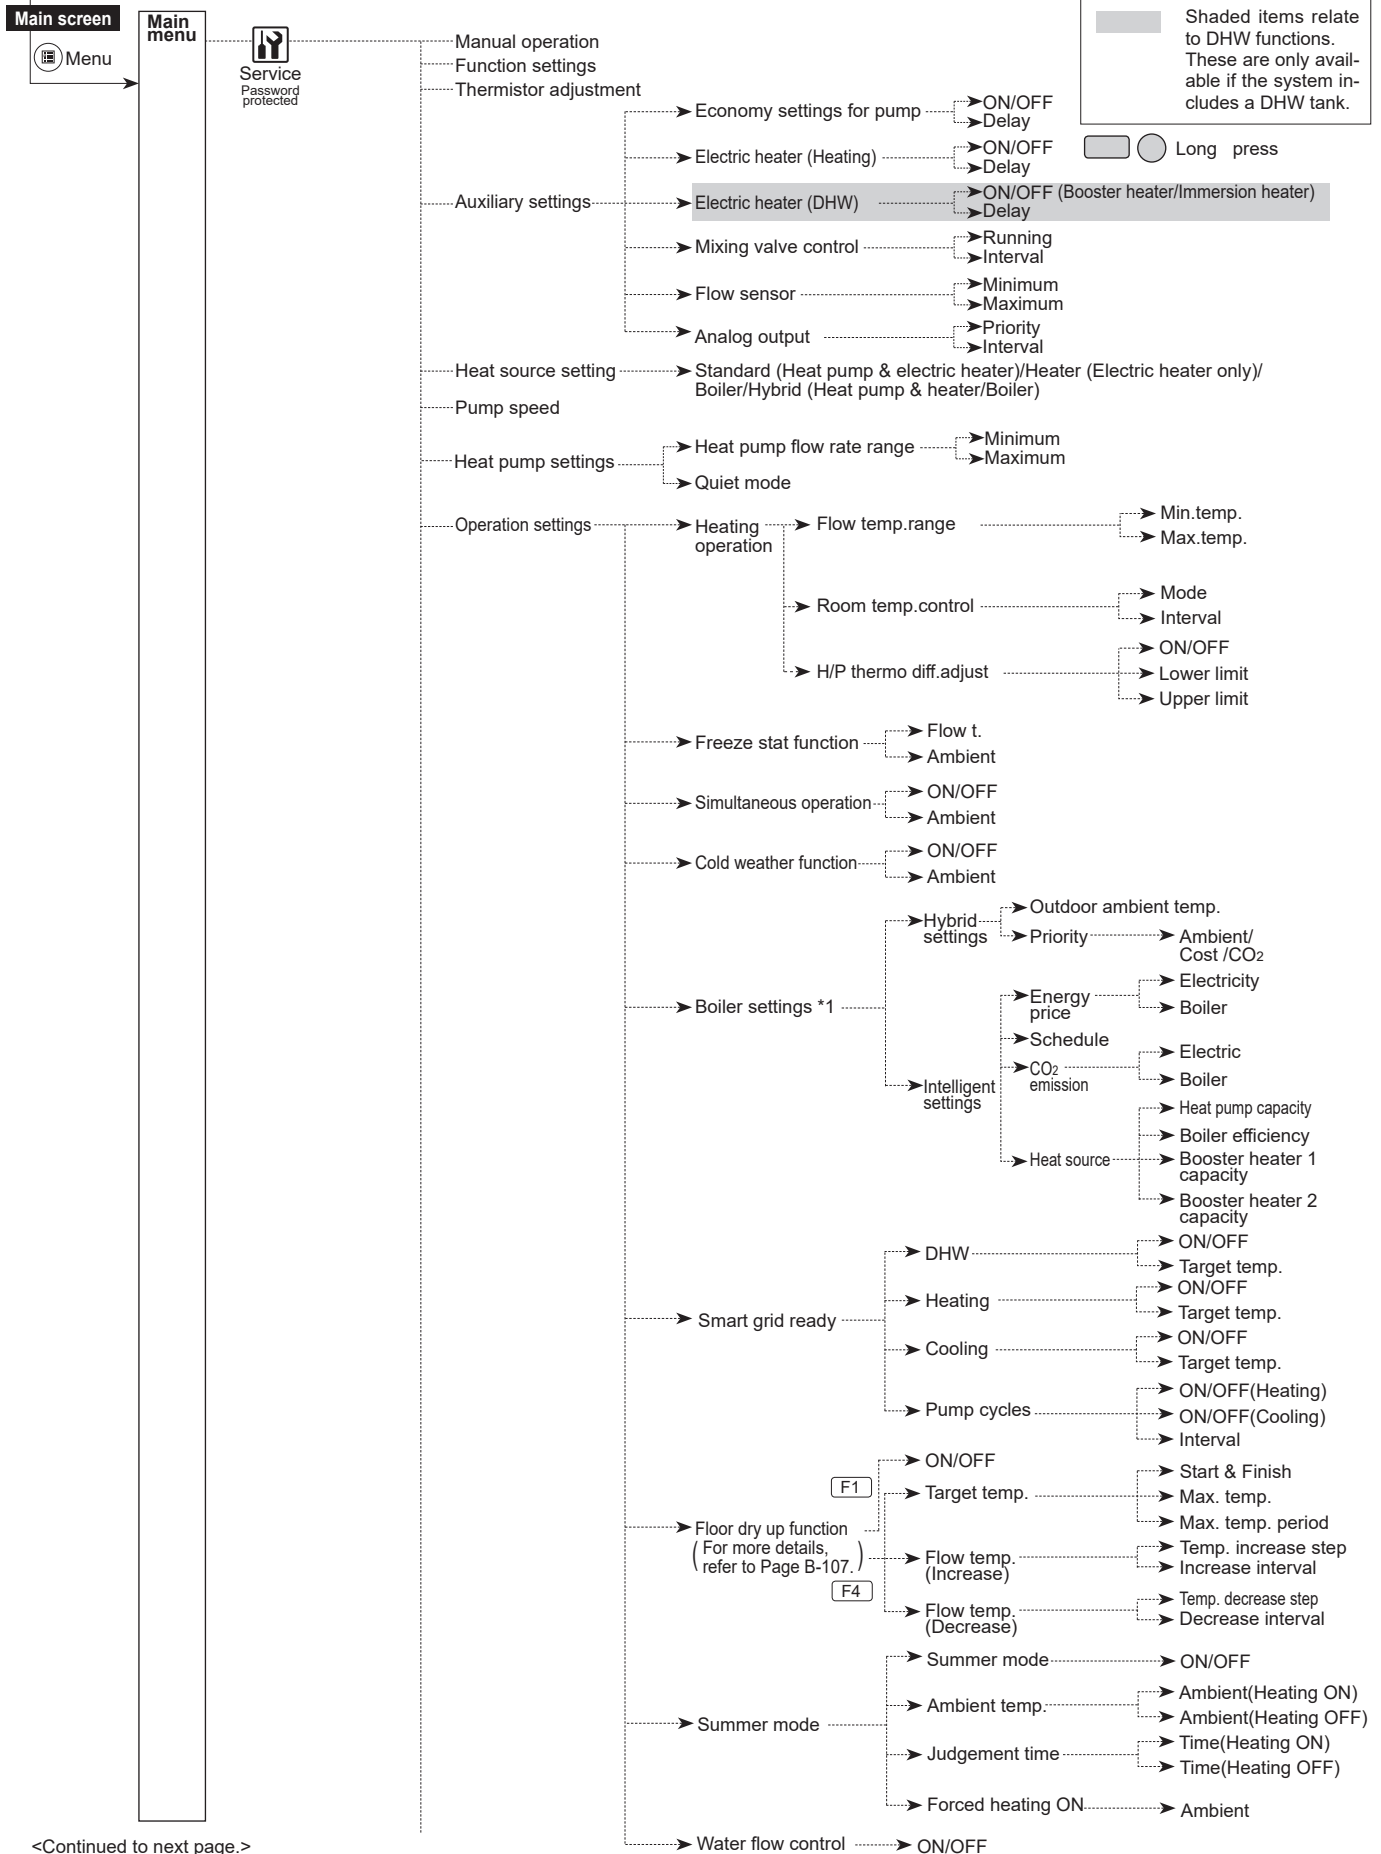 Main screen
Menu
Main
menu
Service
Password
protected
Shaded items relate
to DHW functions.
These are only avail-
able if the system in-
cludes a DHW tank.
Long press
Manual operation
Function settings
Thermistor adjustment
Auxiliary settings
Economy settings for pump
ON/OFF
Delay
Electric heater (Heating)
ON/OFF
Delay
Electric heater (DHW)
ON/OFF (Booster heater/Immersion heater)
Delay
Mixing valve control
Running
Interval
Flow sensor
Minimum
Maximum
Analog output
Priority
Interval
Heat source setting
Standard (Heat pump & electric heater)/Heater (Electric heater only)/
Boiler/Hybrid (Heat pump & heater/Boiler)
Pump speed
Heat pump settings
Heat pump flow rate range
Minimum
Maximum
Quiet mode
Operation settings
Heating
operation
Flow temp.range
Min.temp.
Max.temp.
Room temp.control
Mode
Interval
H/P thermo diff.adjust
ON/OFF
Lower limit
Upper limit
Freeze stat function
Flow t.
Ambient
Simultaneous operation
ON/OFF
Ambient
Cold weather function
ON/OFF
Ambient
Boiler settings *1
Hybrid
settings
Outdoor ambient temp.
Priority
Ambient/
Cost /CO2
Intelligent
settings
Energy
price
Electricity
Boiler
Schedule
CO2
emission
Electric
Boiler
Heat source
Heat pump capacity
Boiler efficiency
Booster heater 1
capacity
Booster heater 2
capacity
Smart grid ready
DHW
ON/OFF
Target temp.
Heating
ON/OFF
Target temp.
Cooling
ON/OFF
Target temp.
Pump cycles
ON/OFF(Heating)
ON/OFF(Cooling)
Interval
Floor dry up function
(For more details,
refer to Page B-107.)
F1
F4
ON/OFF
Target temp.
Start & Finish
Max. temp.
Max. temp. period
Flow temp.
(Increase)
Temp. increase step
Increase interval
Flow temp.
(Decrease)
Temp. decrease step
Decrease interval
Summer mode
Summer mode
ON/OFF
Ambient temp.
Ambient(Heating ON)
Ambient(Heating OFF)
Judgement time
Time(Heating ON)
Time(Heating OFF)
Forced heating ON
Ambient
Water flow control
ON/OFF
<Continued to next page.>